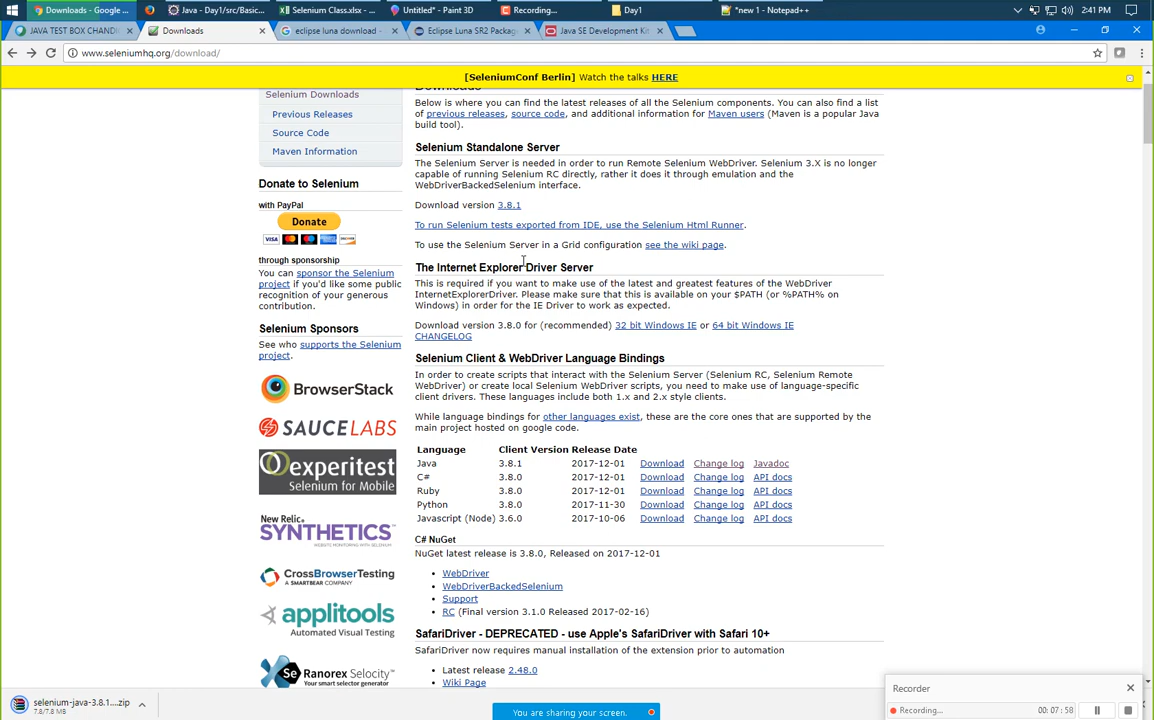 Downloads - Google ...
Java - Day1/src/Basic...
Selenium Class.xlsx - ...
Untitled* - Paint 3D
Recording...
Day1
*new 1 - Notepad++
2:41 PM
JAVA TEST BOX CHANDI
Downloads
eclipse luna download -
Eclipse Luna SR2 Package
Java SE Development Kit
www.seleniumhq.org/download/
[SeleniumConf Berlin] Watch the talks HERE
Selenium Downloads
Previous Releases
Source Code
Maven Information
Donate to Selenium
with PayPal
Donate
VISA
through sponsorship
You can sponsor the Selenium
project if you'd like some public
recognition of your generous
contribution.
Selenium Sponsors
See who supports the Selenium
project.
BrowserStack
SAUCELABS
experitest
Selenium for Mobile
New Relic
SYNTHETICS
CrossBrowserTesting
A SMARTBEAR COMPANY
applitools
Automated Visual Testing
Se Ranorex Selocity
Your smart selector generator
Downloads
Below is where you can find the latest releases of all the Selenium components. You can also find a list
of previous releases, source code, and additional information for Maven users (Maven is a popular Java
build tool).
Selenium Standalone Server
The Selenium Server is needed in order to run Remote Selenium WebDriver. Selenium 3.X is no longer
capable of running Selenium RC directly, rather it does it through emulation and the
WebDriverBackedSelenium interface.
Download version 3.8.1
To run Selenium tests exported from IDE, use the Selenium Html Runner.
To use the Selenium Server in a Grid configuration see the wiki page.
The Internet Explorer Driver Server
This is required if you want to make use of the latest and greatest features of the WebDriver
InternetExplorerDriver. Please make sure that this is available on your $PATH (or %PATH% on
Windows) in order for the IE Driver to work as expected.
Download version 3.8.0 for (recommended) 32 bit Windows IE or 64 bit Windows IE
CHANGELOG
Selenium Client & WebDriver Language Bindings
In order to create scripts that interact with the Selenium Server (Selenium RC, Selenium Remote
WebDriver) or create local Selenium WebDriver scripts, you need to make use of language-specific
client drivers. These languages include both 1.x and 2.x style clients.
While language bindings for other languages exist, these are the core ones that are supported by the
main project hosted on google code.
Language Client Version Release Date
Java 3.8.1 2017-12-01 Download Change log Javadoc
C# 3.8.0 2017-12-01 Download Change log API docs
Ruby 3.8.0 2017-12-01 Download Change log API docs
Python 3.8.0 2017-11-30 Download Change log API docs
Javascript (Node) 3.6.0 2017-10-06 Download Change log API docs
C# NuGet
NuGet latest release is 3.8.0, Released on 2017-12-01
• WebDriver
• WebDriverBackedSelenium
• Support
• RC (Final version 3.1.0 Released 2017-02-16)
SafariDriver - DEPRECATED - use Apple's SafariDriver with Safari 10+
SafariDriver now requires manual installation of the extension prior to automation
• Latest release 2.48.0
• Wiki Page
selenium-java-3.8.1....zip
7.8/7.8 MB
You are sharing your screen.
Recorder
Recording...
00:07:58